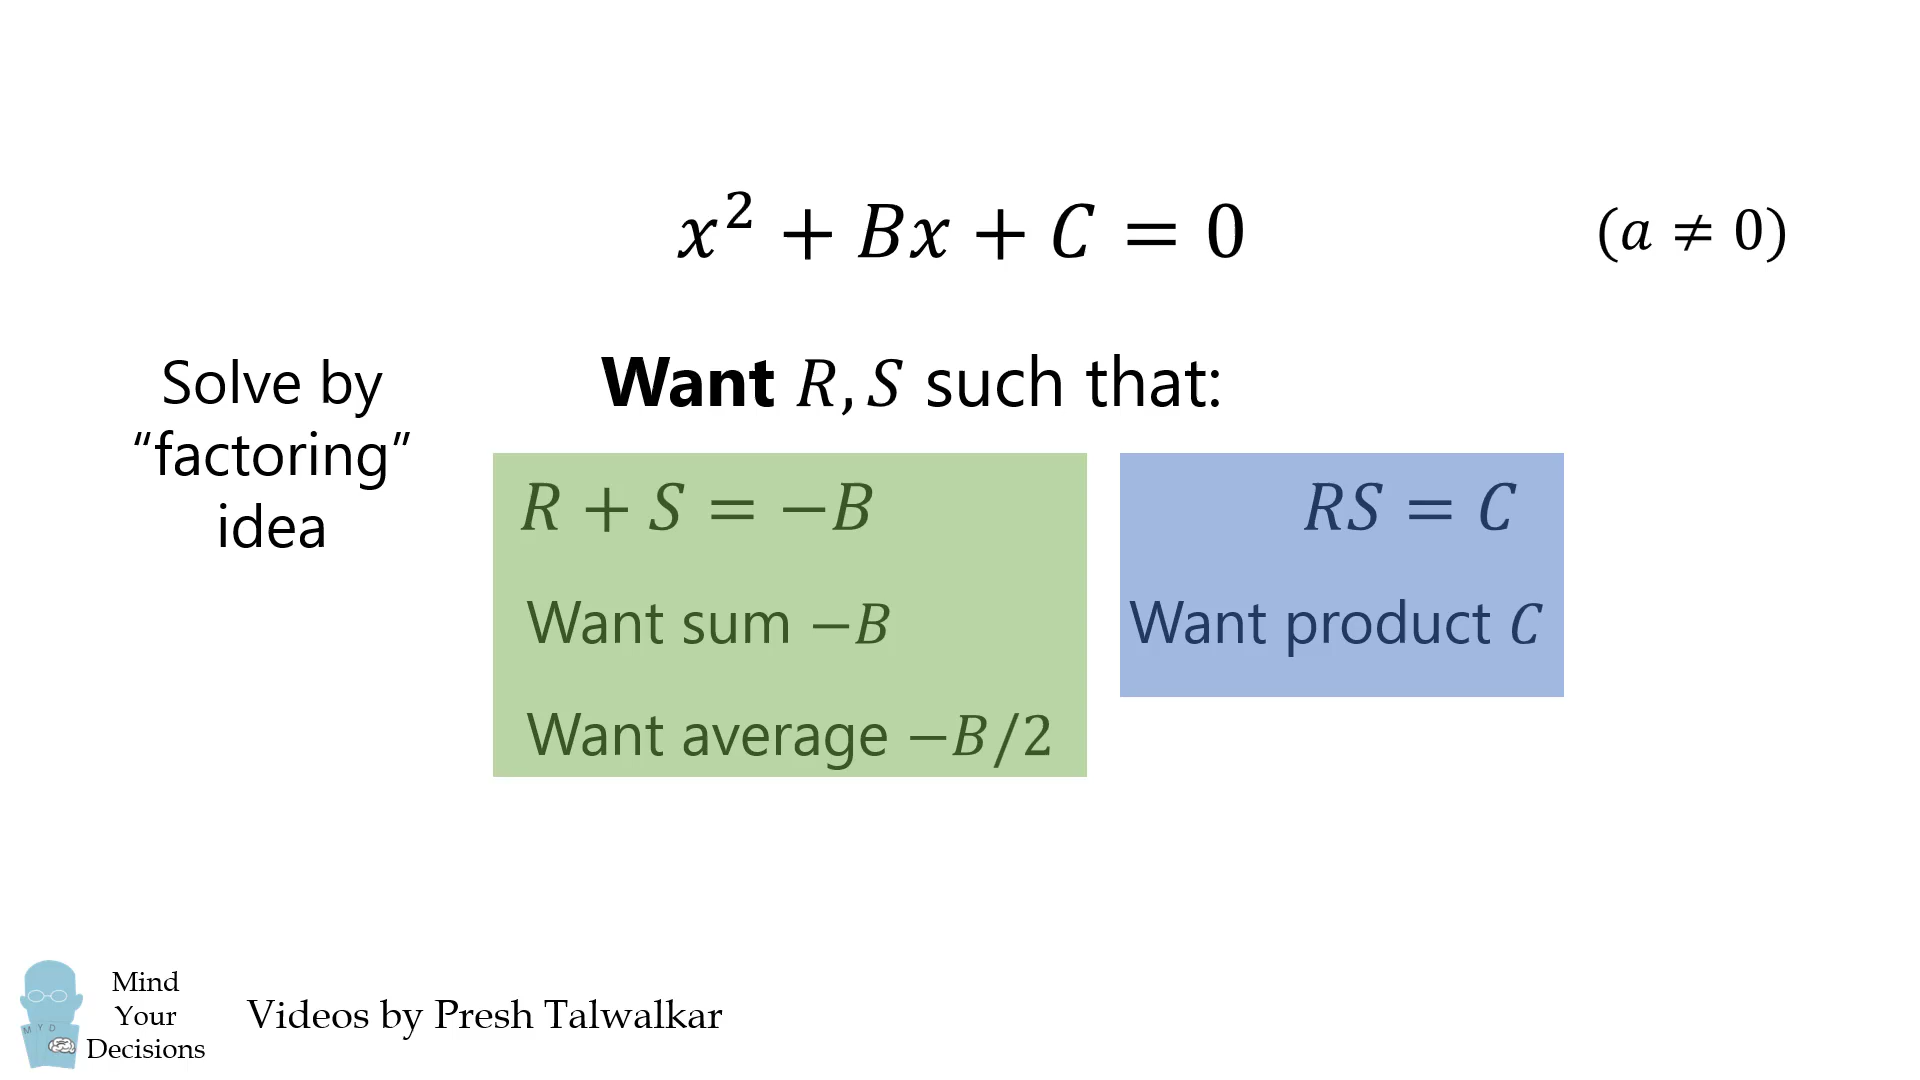 x² + Bx + C = 0 (a ≠ 0)
Solve by
“factoring”
idea
Want R, S such that:
R + S = −B
Want sum −B
Want average −B/2
RS = C
Want product C
M Y D
Mind
Your
Decisions
Videos by Presh Talwalkar